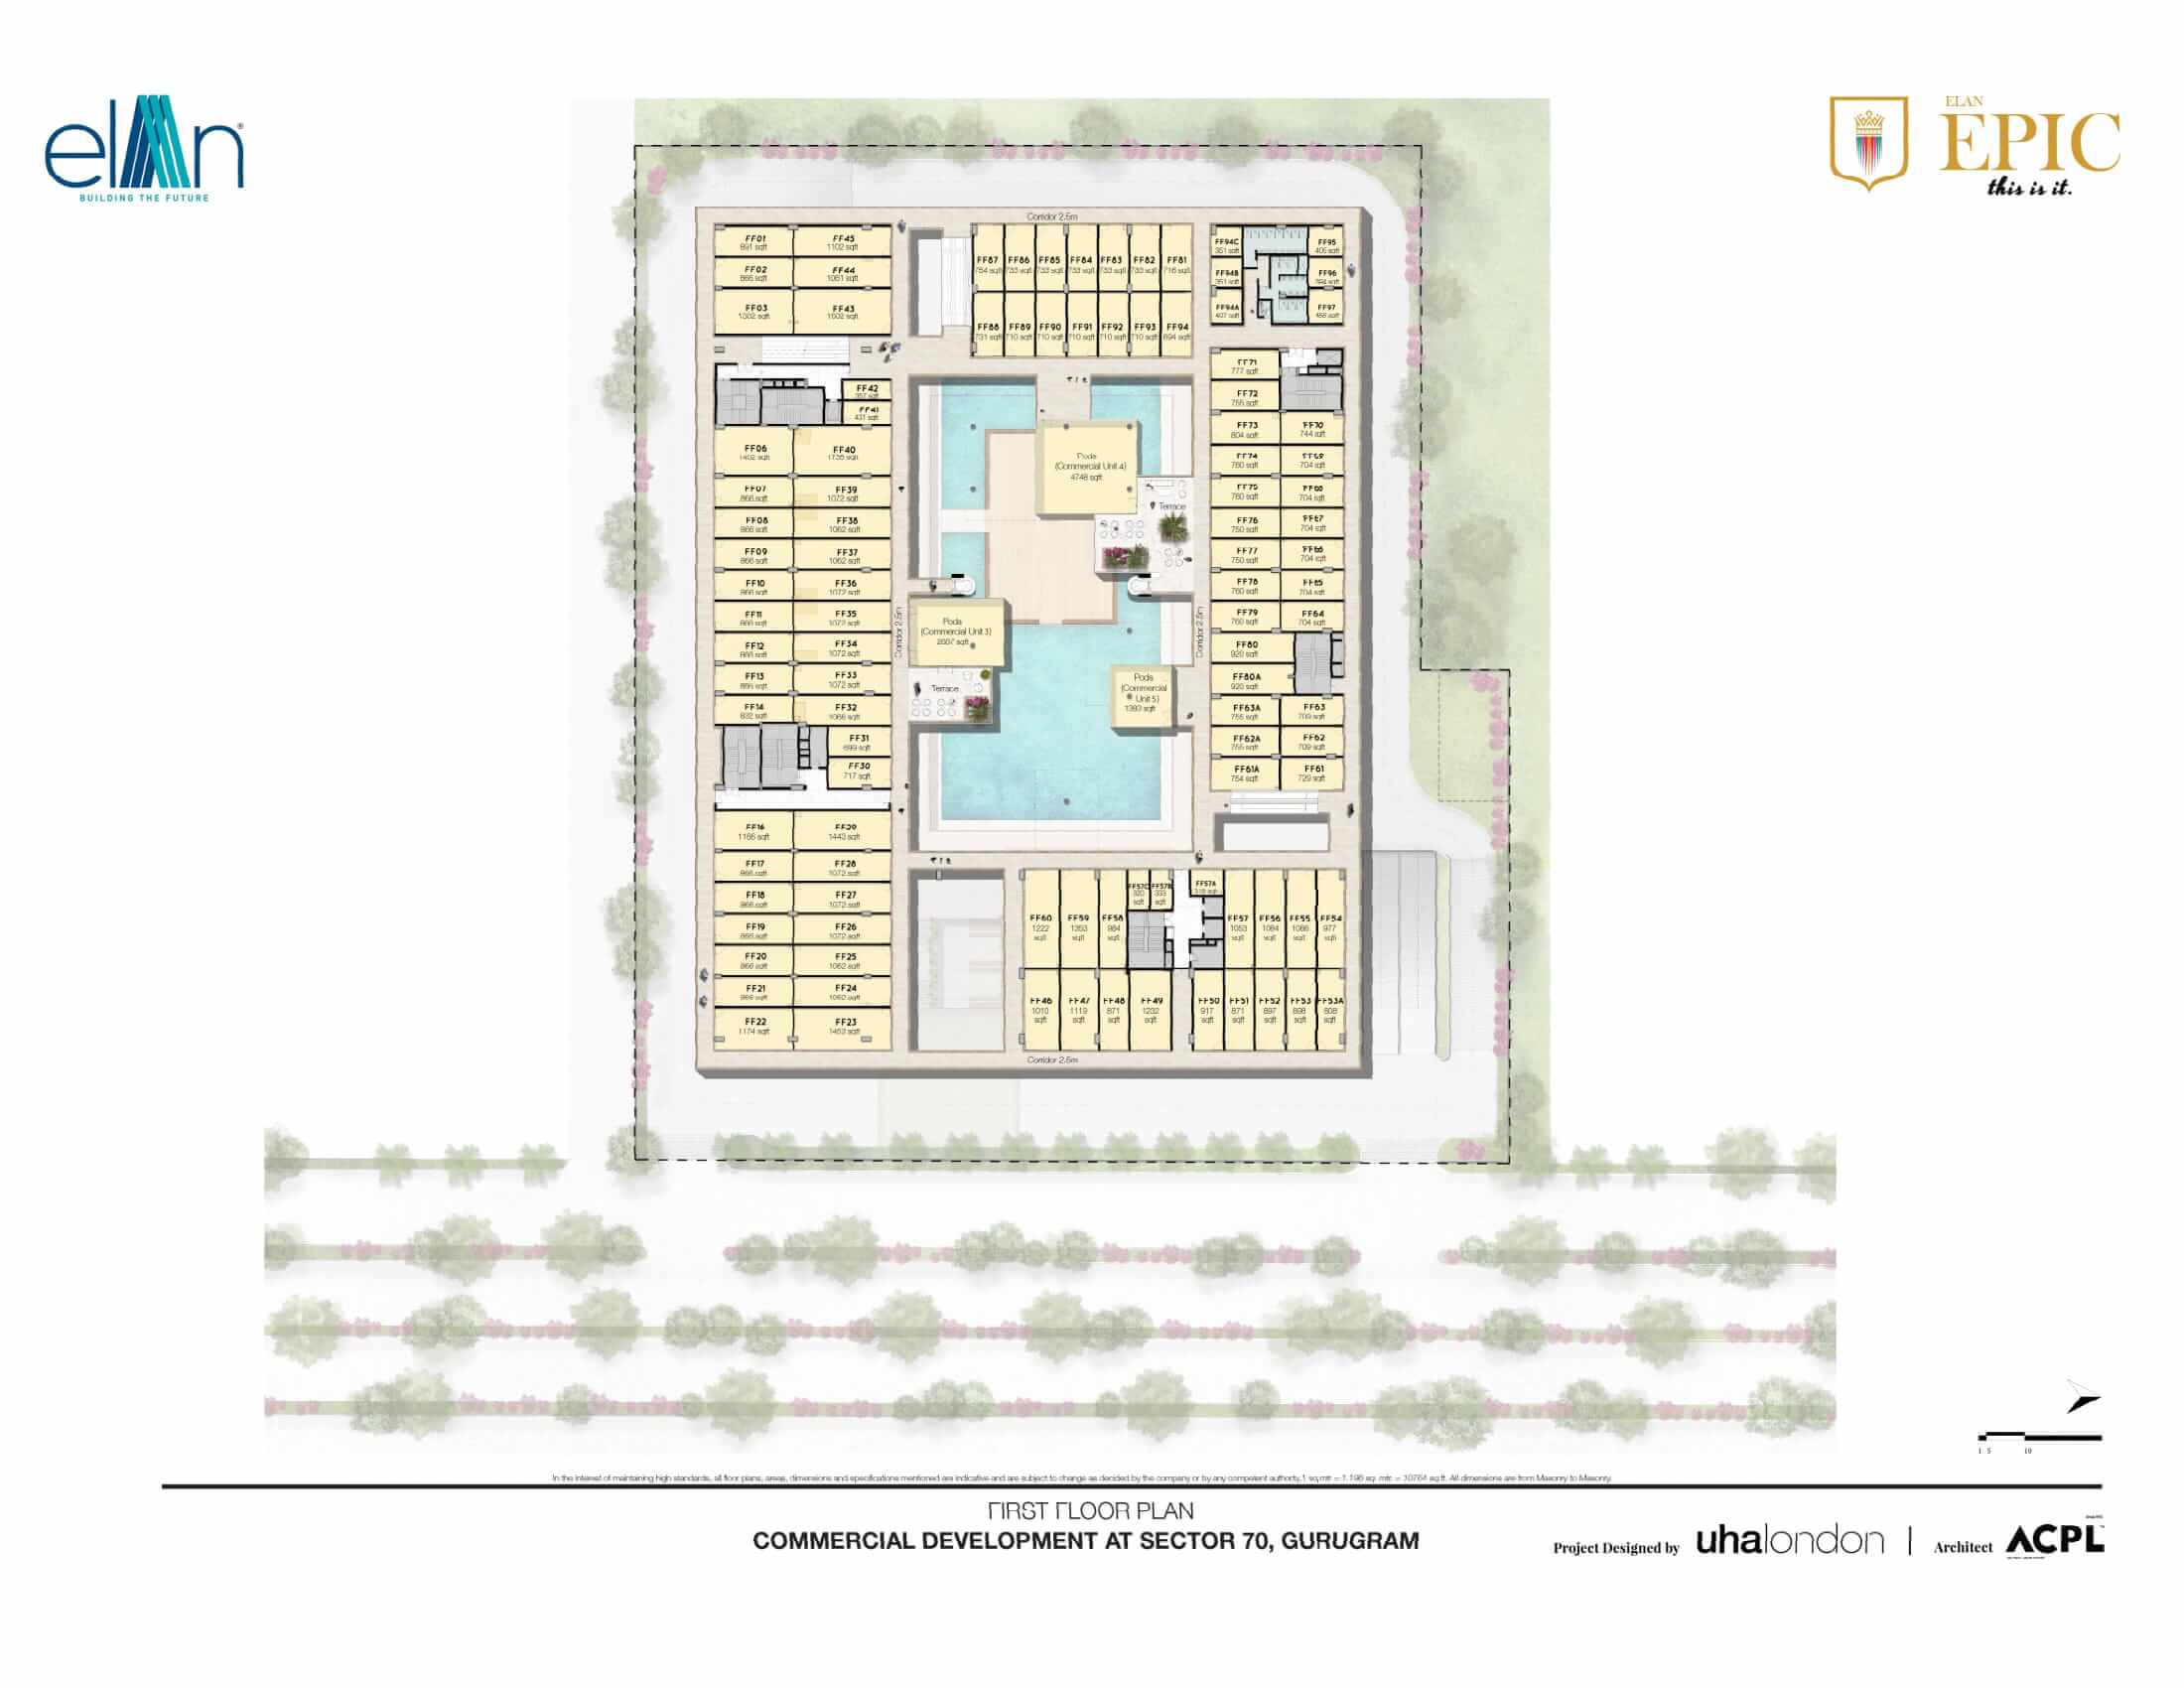 elan®
BUILDING THE FUTURE
ELAN
EPIC
this is it.
Corridor 2.5m
FF01
891 sqft
FF45
1102 sqft
FF02
866 sqft
FF44
1061 sqft
FF03
1302 sqft
FF43
FF87
754 sqft
FF86
733 sqft
FF85
733 sqft
FF84
733 sqft
FF83
733 sqft
FF82
733 sqft
FF81
716 sqft
FF88
731 sqft
FF89
710 sqft
FF90
710 sqft
FF91
710 sqft
FF92
710 sqft
FF93
710 sqft
FF94
694 sqft
FF94C
351 sqft
FF94B
351 sqft
FF94A
407 sqft
FF95
405 sqft
FF96
FF97
FF42
FF41
431 sqft
FF06
1402 sqft
FF40
1735 sqft
FF07
866 sqft
FF39
1072 sqft
FF08
866 sqft
FF38
1062 sqft
FF09
866 sqft
FF37
1062 sqft
FF10
866 sqft
FF36
1072 sqft
FF11
866 sqft
FF35
1072 sqft
FF12
866 sqft
FF34
1072 sqft
FF13
FF33
1072 sqft
FF14
832 sqft
FF32
1066 sqft
FF31
699 sqft
FF30
717 sqft
Corridor 2.5m
Pods
(Commercial Unit 4)
4748 sqft
Terrace
Pods
(Commercial Unit 3)
2007 sqft
Terrace
Pods
(Commercial
Unit 5)
1393 sqft
Corridor 2.5m
FF71
777 sqft
FF72
755 sqft
FF73
804 sqft
FF70
744 sqft
FF74
760 sqft
FF69
704 sqft
FF75
760 sqft
FF68
704 sqft
FF76
750 sqft
FF67
704 sqft
FF77
750 sqft
FF66
704 sqft
FF78
760 sqft
FF65
704 sqft
FF79
760 sqft
FF64
704 sqft
FF80
920 sqft
FF80A
920 sqft
FF63A
755 sqft
FF63
709 sqft
FF62A
755 sqft
FF62
709 sqft
FF61A
754 sqft
FF61
729 sqft
FF16
1186 sqft
FF29
1443 sqft
FF17
866 sqft
FF28
1072 sqft
FF18
866 sqft
FF27
1072 sqft
FF19
866 sqft
FF26
1072 sqft
FF20
866 sqft
FF25
1062 sqft
FF21
866 sqft
FF24
1062 sqft
FF22
1174 sqft
FF23
1453 sqft
FF60
1222
sqft
FF59
1353
sqft
FF58
984
sqft
FF57C
320
sqft
FF57B
333
sqft
FF57A
FF57
1053
sqft
FF56
1084
sqft
FF55
1086
sqft
FF54
977
sqft
FF46
1010
sqft
FF47
1119
sqft
FF48
871
sqft
FF49
1232
sqft
FF50
917
sqft
FF51
871
sqft
FF52
897
sqft
FF53
898
sqft
FF53A
808
sqft
Corridor 2.5m
1 5 10
In the interest of maintaining high standards, all floor plans, areas, dimensions and specifications mentioned are indicative and are subject to change as decided by the company or by any competent authority. 1 sq.mtr = 1.196 sq. mtr. = 10.764 sq.ft. All dimensions are from Masonry to Masonry.
FIRST FLOOR PLAN
COMMERCIAL DEVELOPMENT AT SECTOR 70, GURUGRAM
Project Designed by uhalondon | Architect ACPL